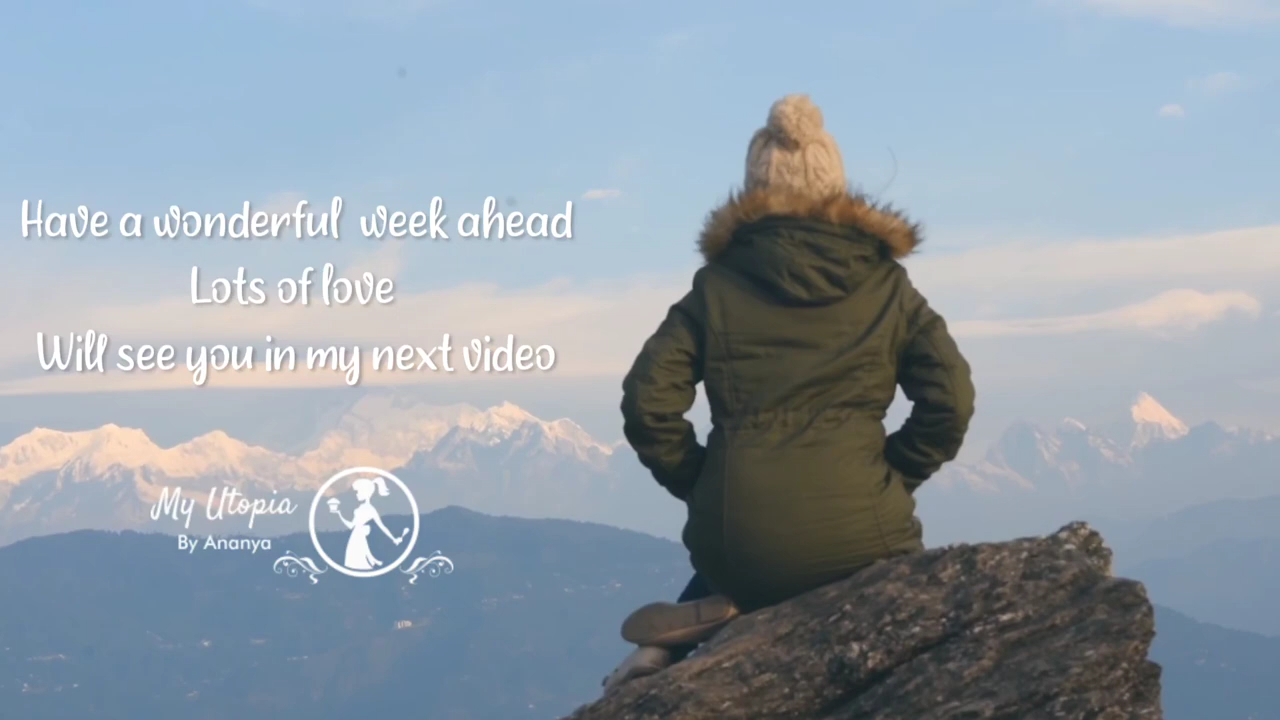 Have a wonderful week ahead
Lots of love
Will see you in my next video
My Utopia
By Ananya